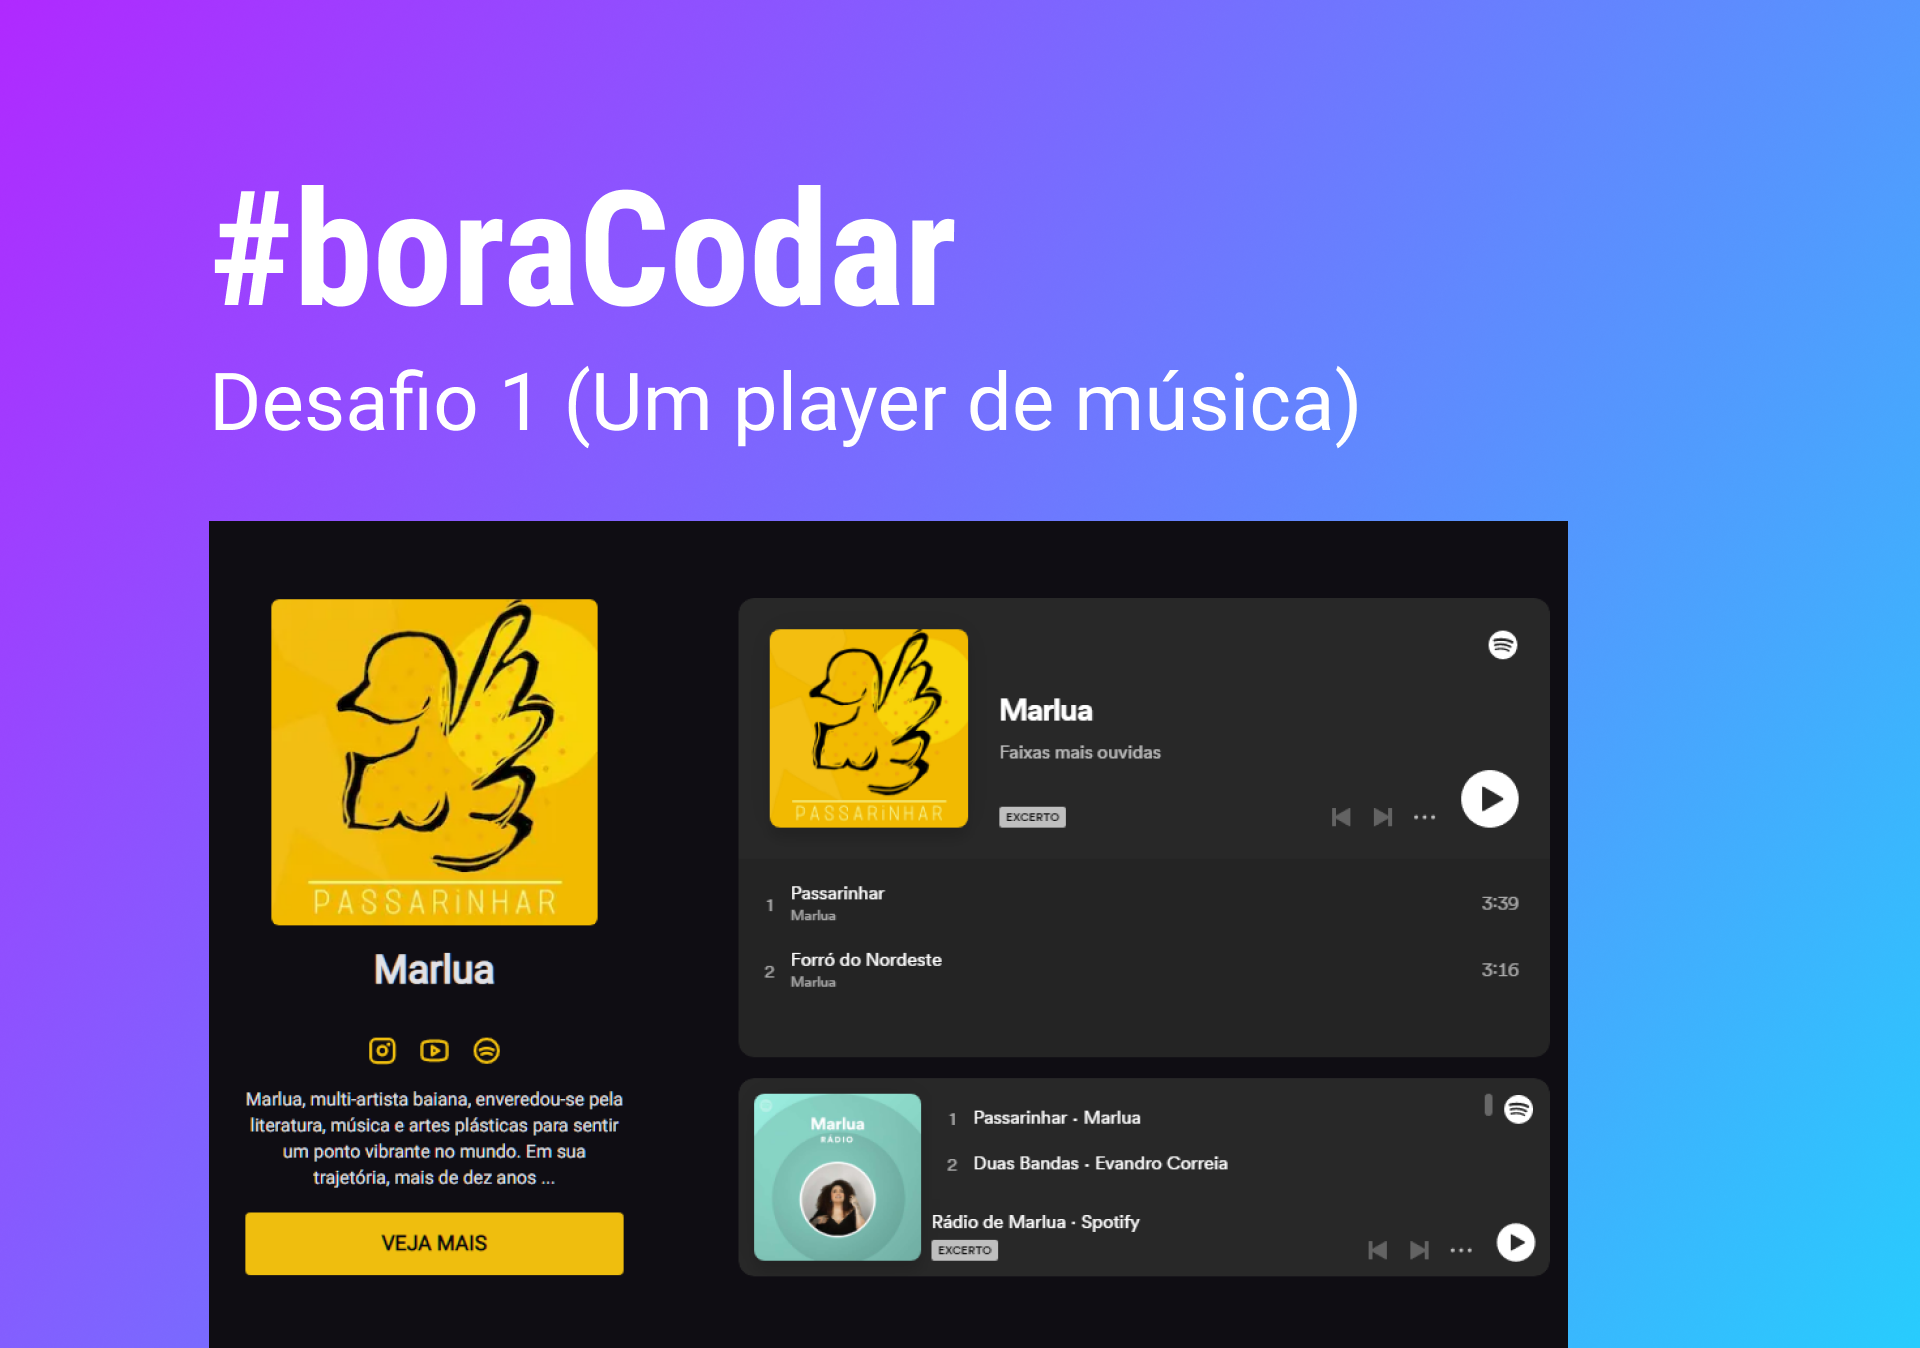 #boraCodar
Desafio 1 (Um player de música)
PASSARiNHAR
Marlua
Marlua, multi-artista baiana, enveredou-se pela
literatura, música e artes plásticas para sentir
um ponto vibrante no mundo. Em sua
trajetória, mais de dez anos ...
VEJA MAIS
PASSARiNHAR
Marlua
Faixas mais ouvidas
EXCERTO
1 Passarinhar 3:39
Marlua
2 Forró do Nordeste 3:16
Marlua
Marlua
RÁDIO
1 Passarinhar · Marlua
2 Duas Bandas · Evandro Correia
Rádio de Marlua · Spotify
EXCERTO